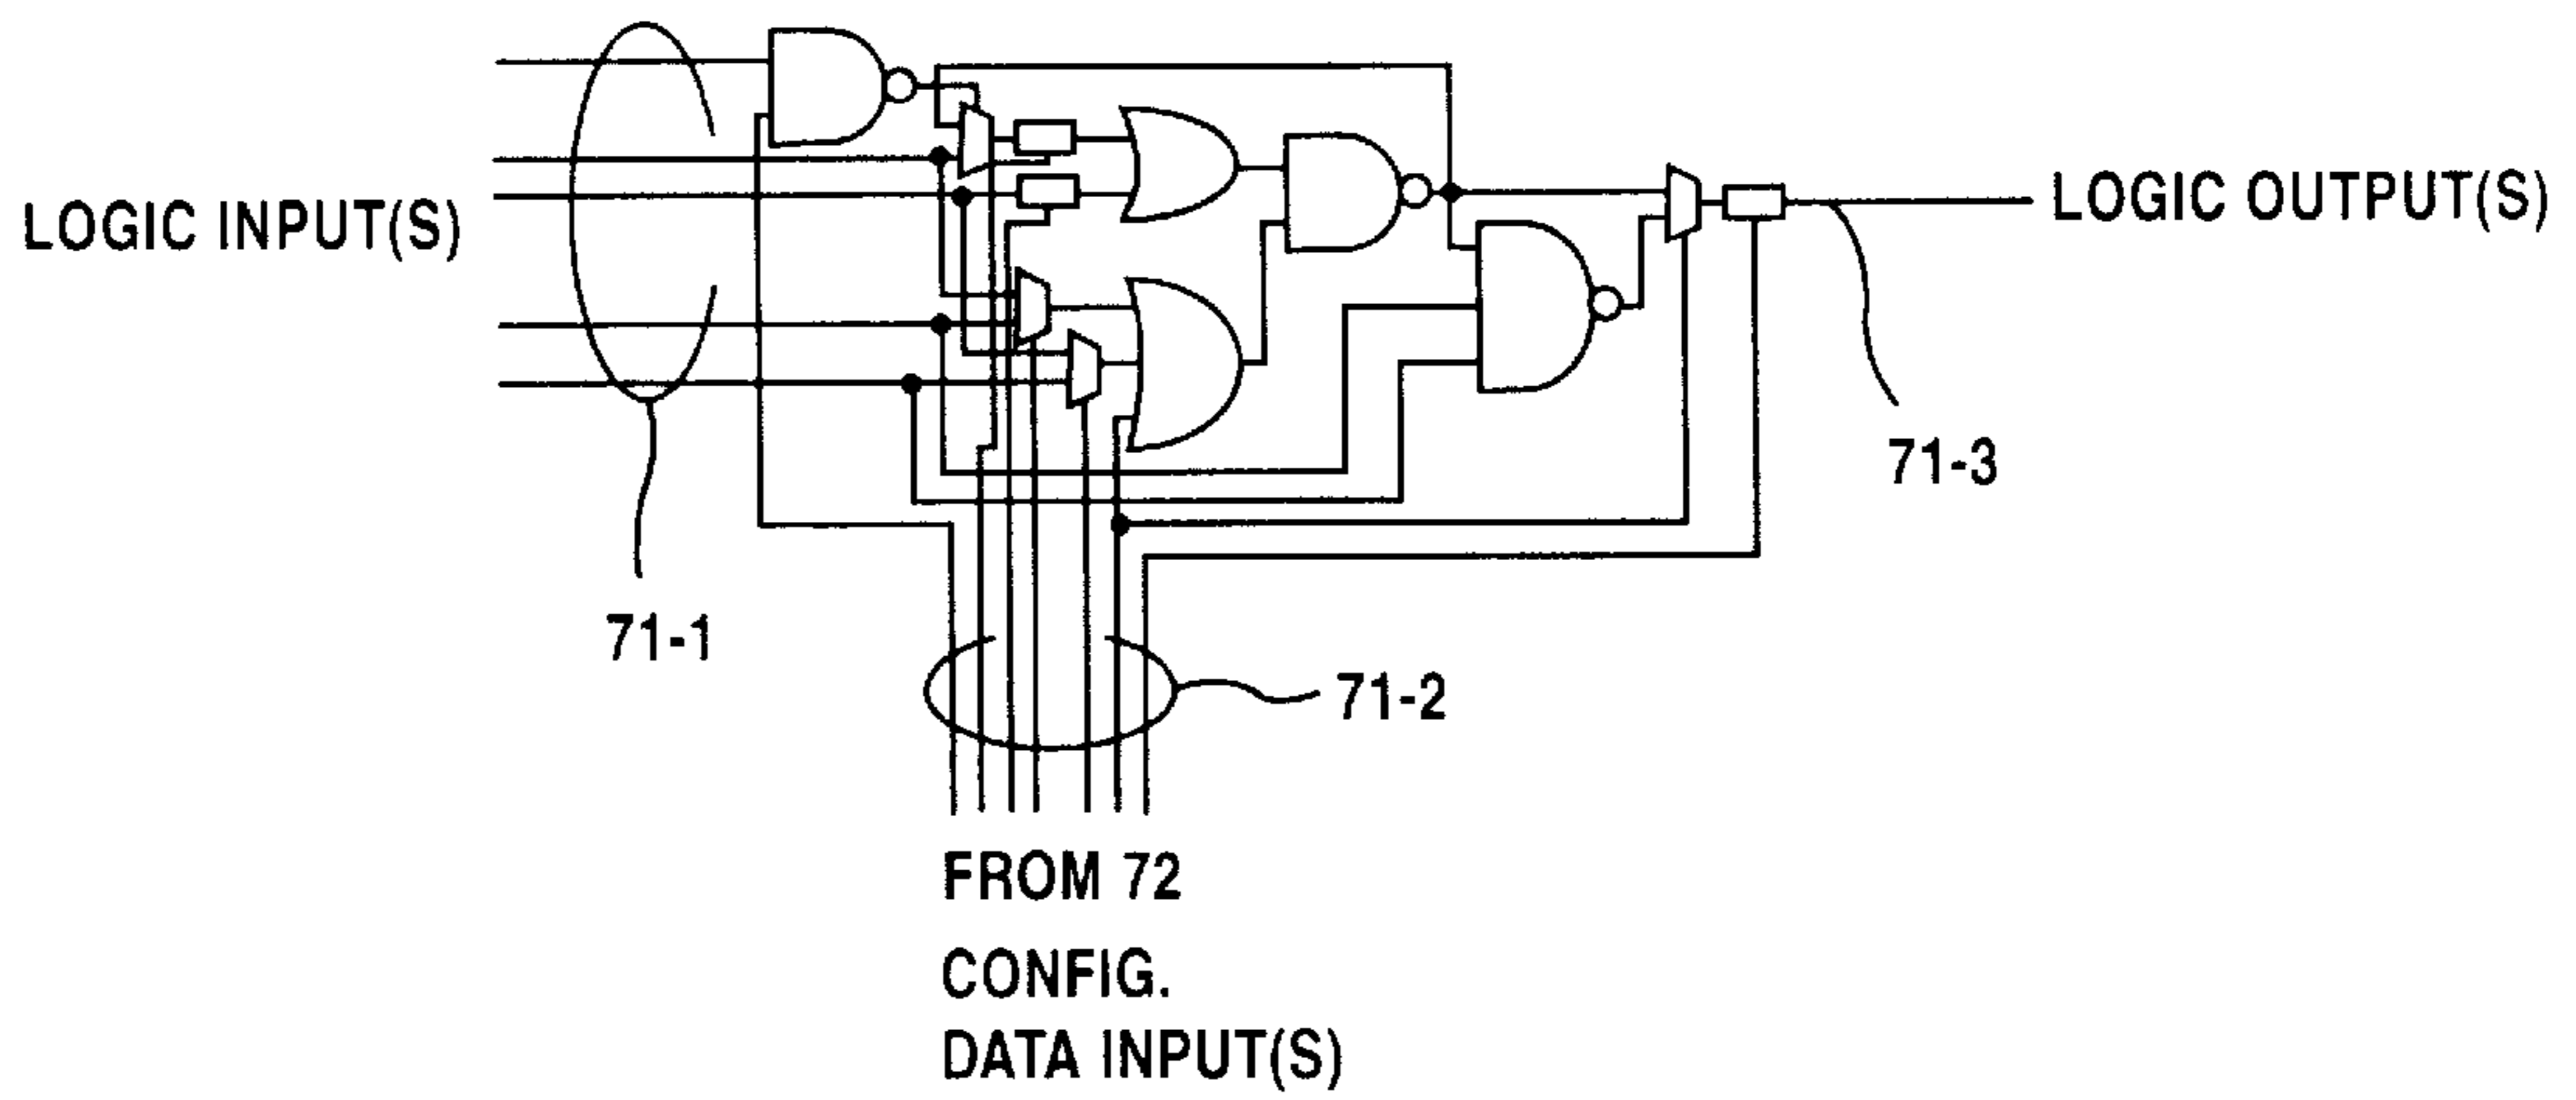 LOGIC INPUT(S)
LOGIC OUTPUT(S)
71-3
71-1
71-2
FROM 72
CONFIG.
DATA INPUT(S)